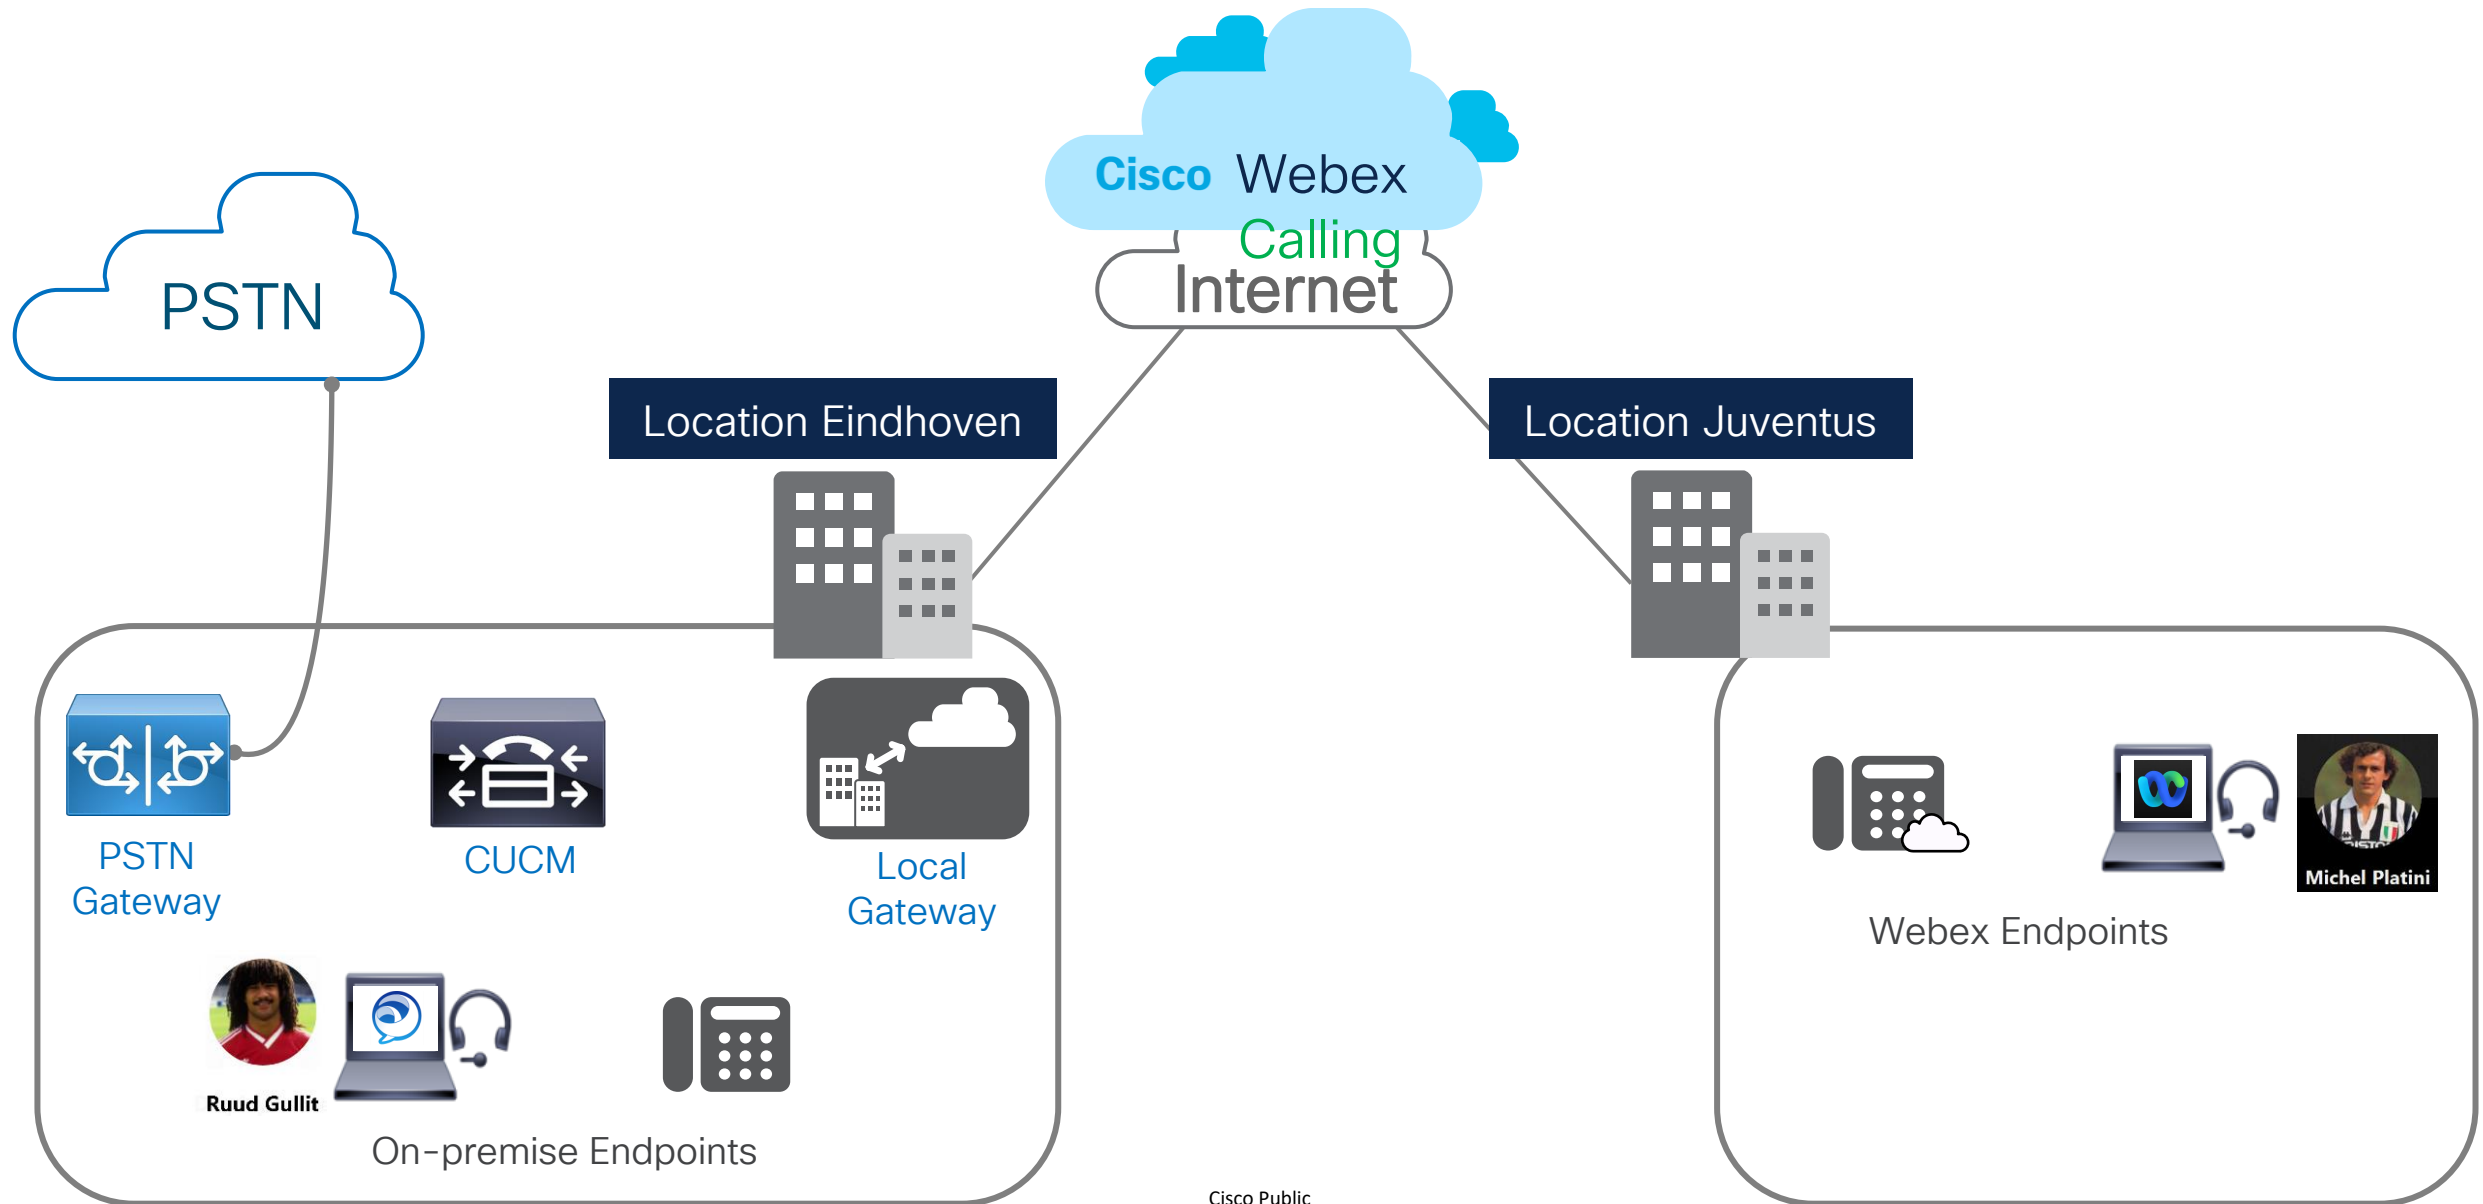 Cisco Webex
Calling
Internet
PSTN
Location Eindhoven
Location Juventus
PSTN
Gateway
CUCM
Local
Gateway
Ruud Gullit
On-premise Endpoints
Michel Platini
Webex Endpoints
Cisco Public